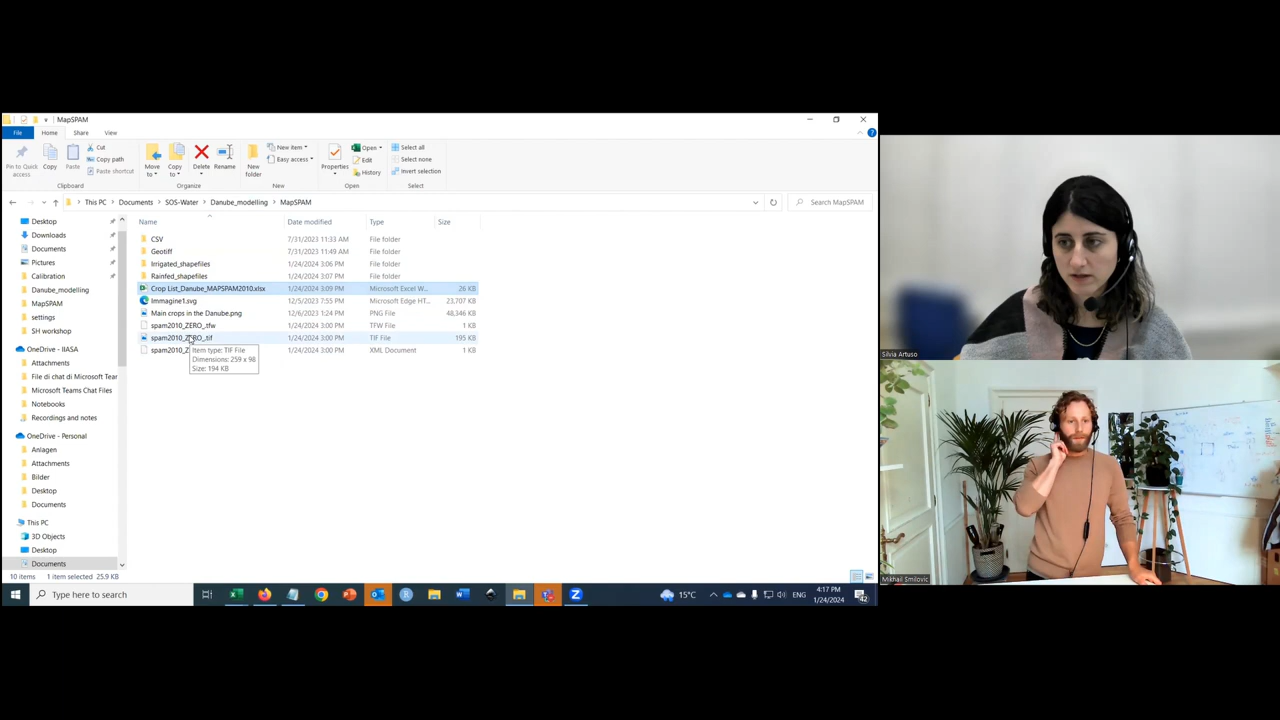 MapSPAM
File Home Share View
Pin to Quick access
Copy
Paste
Cut
Copy path
Paste shortcut
Clipboard
Move to
Copy to
Delete
Rename
Organize
New folder
New item
Easy access
New
Properties
Open
Edit
History
Open
Select all
Select none
Invert selection
Select
This PC Documents SOS-Water Danube_modelling MapSPAM
Search MapSPAM
Name Date modified Type Size
CSV 7/31/2023 11:33 AM File folder
Geotiff 7/31/2023 11:49 AM File folder
Irrigated_shapefiles 1/24/2024 3:06 PM File folder
Rainfed_shapefiles 1/24/2024 3:07 PM File folder
Crop List_Danube_MAPSPAM2010.xlsx 1/24/2024 3:09 PM Microsoft Excel W... 26 KB
Immagine1.svg 12/5/2023 7:55 PM Microsoft Edge HT... 23,707 KB
Main crops in the Danube.png 12/6/2023 1:24 PM PNG File 48,346 KB
spam2010_ZERO_.tfw 1/24/2024 3:00 PM TFW File 1 KB
spam2010_ZERO_.tif 1/24/2024 3:00 PM TIF File 195 KB
spam2010_Z 1/24/2024 3:00 PM XML Document 1 KB
Item type: TIF File
Dimensions: 259 x 98
Size: 194 KB
Desktop
Downloads
Documents
Pictures
Calibration
Danube_modelling
MapSPAM
settings
SH workshop
OneDrive - IIASA
Attachments
File di chat di Microsoft Tear
Microsoft Teams Chat Files
Notebooks
Recordings and notes
OneDrive - Personal
Anlagen
Attachments
Bilder
Desktop
Documents
This PC
3D Objects
Desktop
Documents
10 items 1 item selected 25.9 KB
Type here to search
15°C
ENG
4:17 PM
1/24/2024
42
Silvia Artuso
Mikhail Smilovic